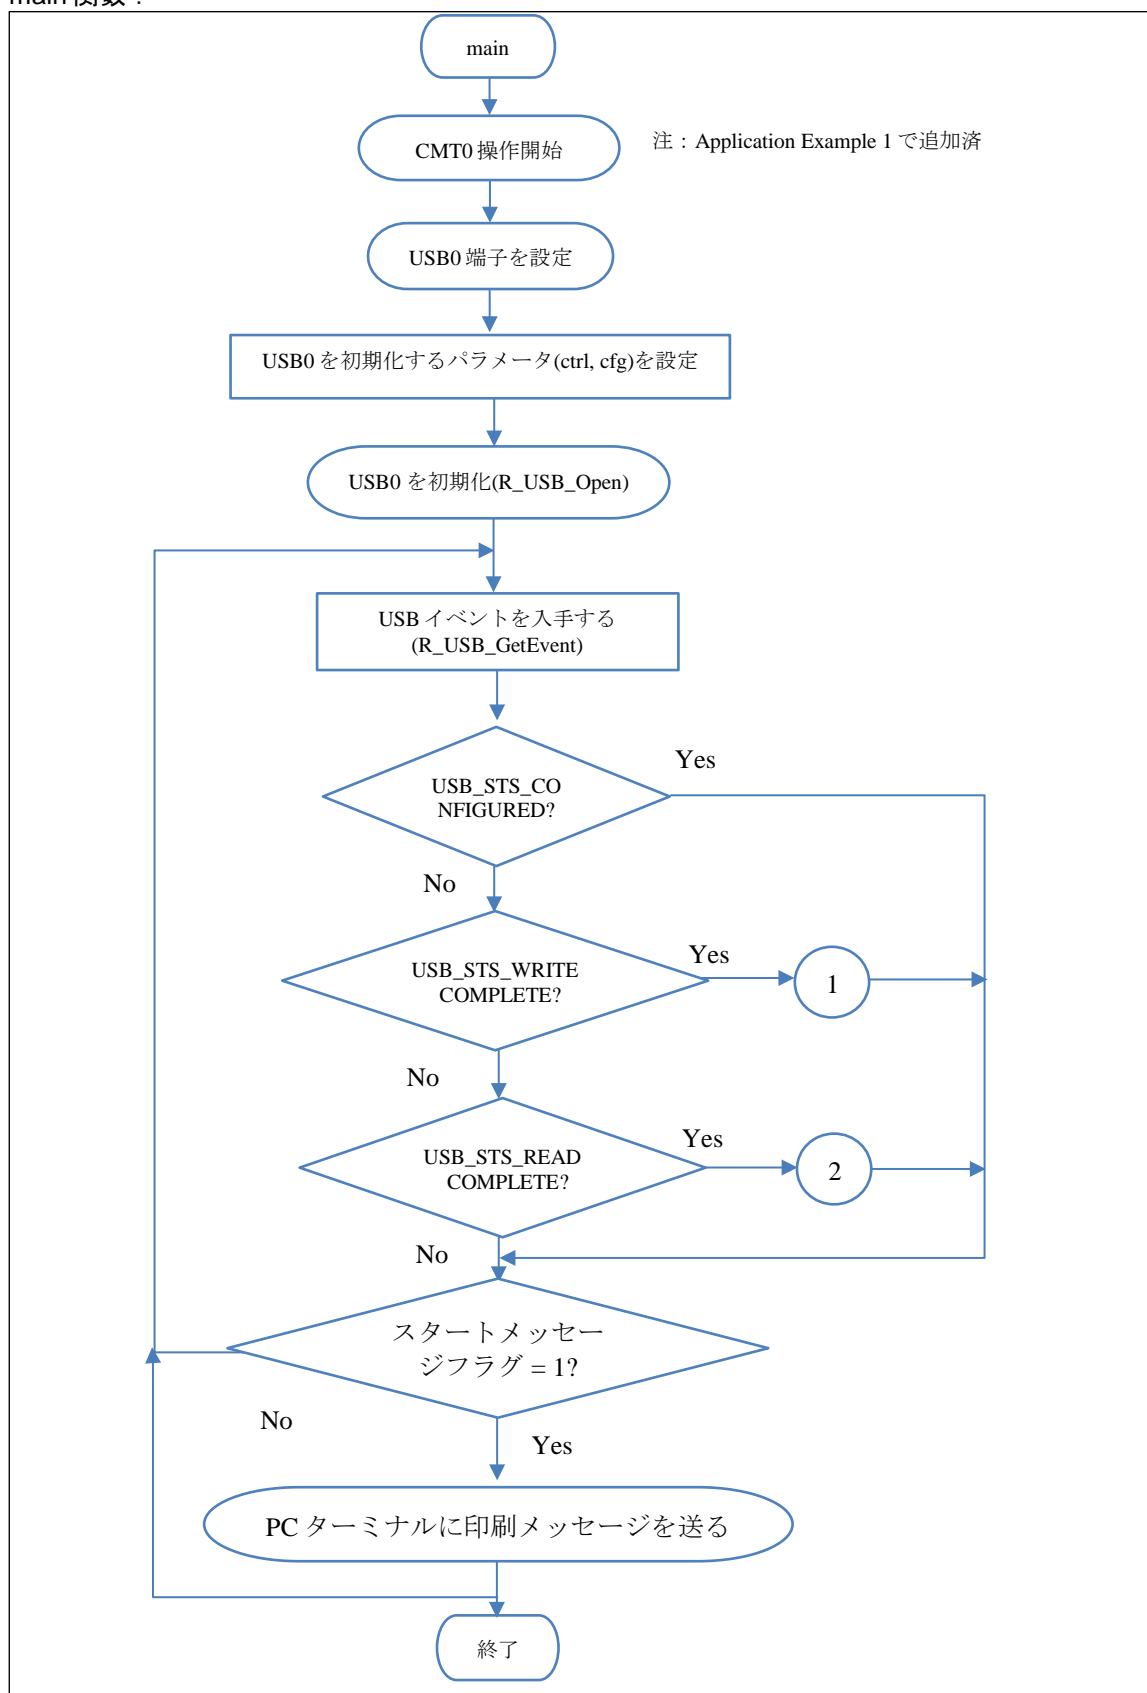 main 関数：
main
CMT0 操作開始
注：Application Example 1 で追加済
USB0 端子を設定
USB0 を初期化するパラメータ(ctrl, cfg)を設定
USB0 を初期化(R_USB_Open)
USB イベントを入手する
(R_USB_GetEvent)
Yes
USB_STS_CO
NFIGURED?
No
Yes
USB_STS_WRITE
COMPLETE?
1
No
Yes
USB_STS_READ
COMPLETE?
2
No
スタートメッセー
ジフラグ = 1?
No
Yes
PC ターミナルに印刷メッセージを送る
終了